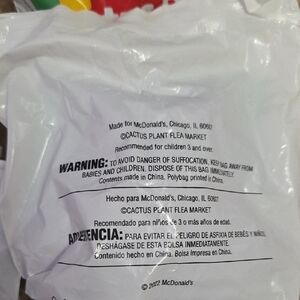 Made for McDonald's, Chicago, IL 60607
©CACTUS PLANT FLEA MARKET
Recommended for children 3 and over.
WARNING: TO AVOID DANGER OF SUFFOCATION, KEEP BAG AWAY FROM
BABIES AND CHILDREN, DISPOSE OF THIS BAG IMMEDIATELY.
Contents made in China. Polybag printed in China.
Hecho para McDonald's, Chicago, IL 60607
©CACTUS PLANT FLEA MARKET
Recomendado para niños de 3 o más años de edad.
ADVERTENCIA: PARA EVITAR EL PELIGRO DE ASFIXIA DE BEBÉS Y NIÑOS,
DESHÁGASE DE ESTA BOLSA INMEDIATAMENTE.
Contenido hecho en China. Bolsa impresa en China.
© 2022 McDonald's